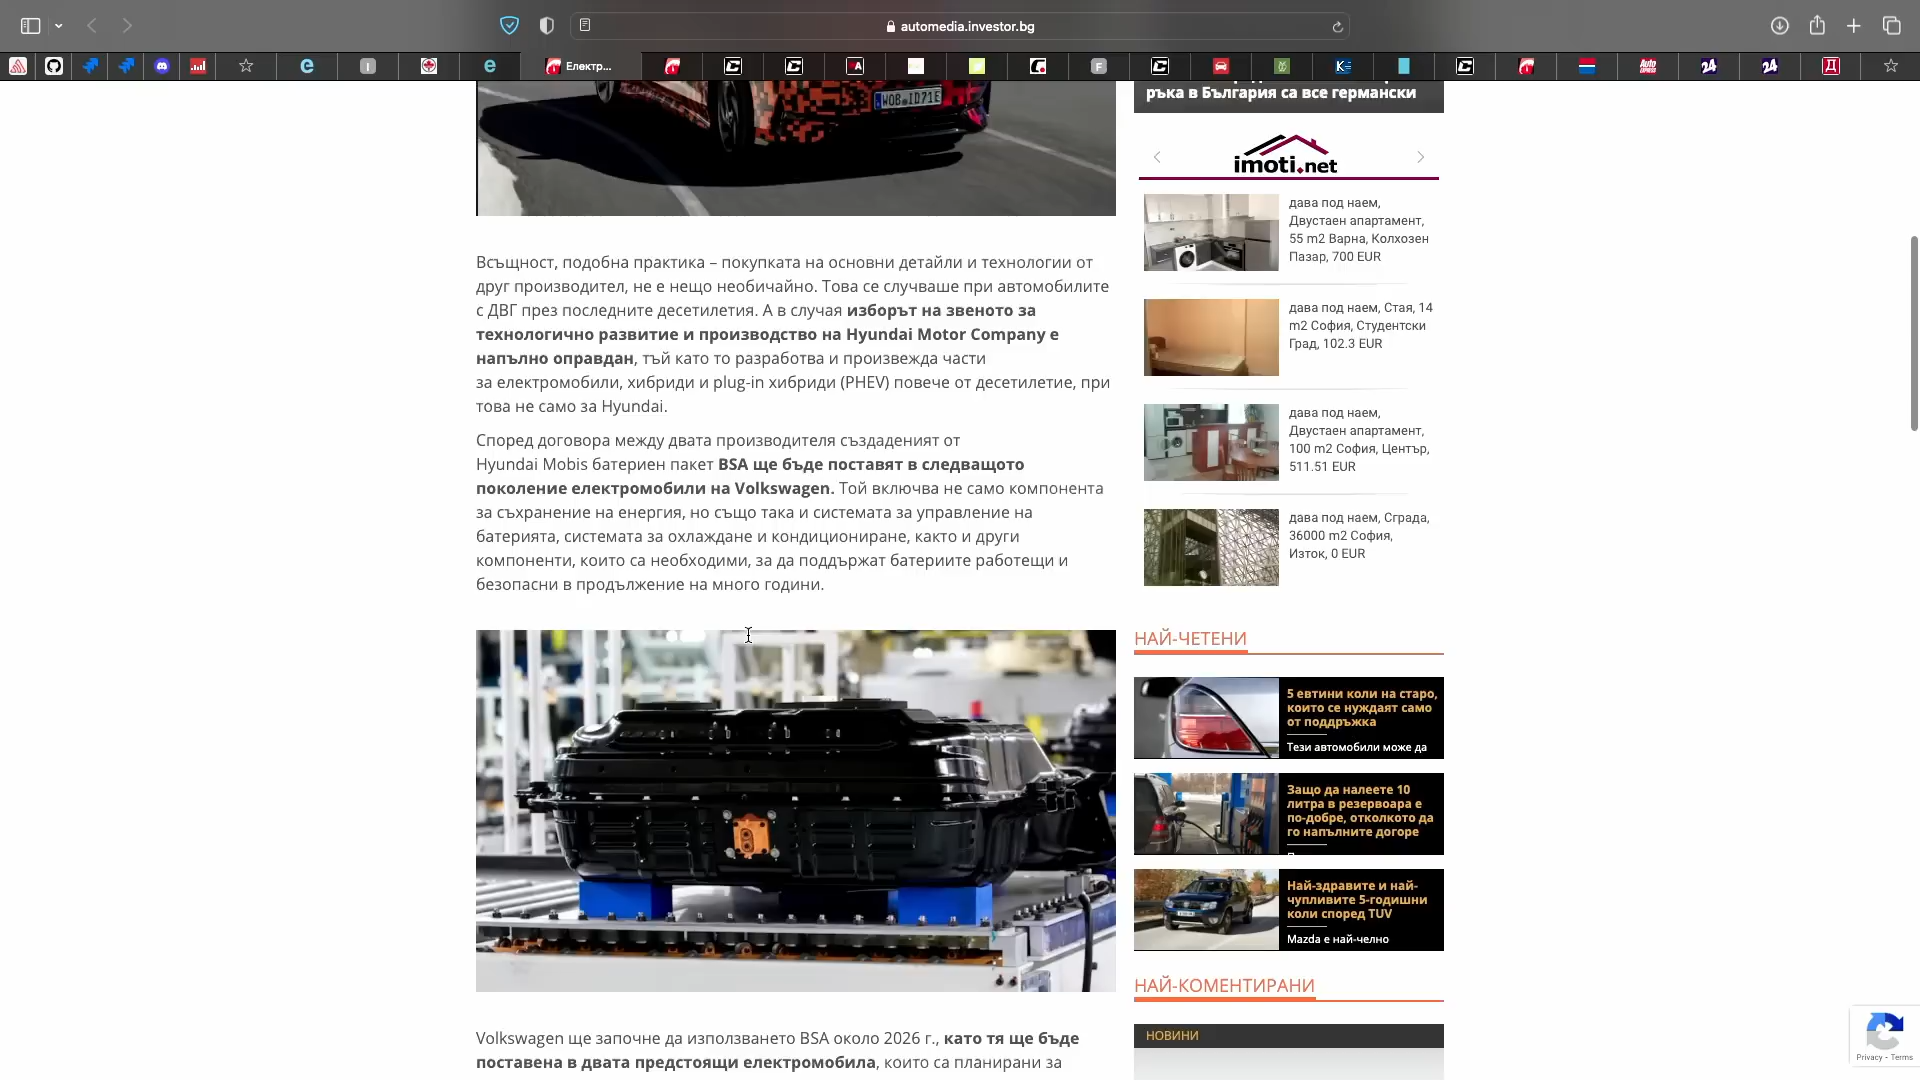 automedia.investor.bg
Електр...
WOB ID71E
Всъщност, подобна практика – покупката на основни детайли и технологии от
друг производител, не е нещо необичайно. Това се случваше при автомобилите
с ДВГ през последните десетилетия. А в случая изборът на звеното за
технологично развитие и производство на Hyundai Motor Company е
напълно оправдан, тъй като то разработва и произвежда части
за електромобили, хибриди и plug-in хибриди (PHEV) повече от десетилетие, при
това не само за Hyundai.
Според договора между двата производителя създаденият от
Hyundai Mobis батериен пакет BSA ще бъде поставят в следващото
поколение електромобили на Volkswagen. Той включва не само компонента
за съхранение на енергия, но също така и системата за управление на
батерията, системата за охлаждане и кондициониране, както и други
компоненти, които са необходими, за да поддържат батериите работещи и
безопасни в продължение на много години.
Volkswagen ще започне да използването BSA около 2026 г., като тя ще бъде
поставена в двата предстоящи електромобила, които са планирани за
ръка в България са все германски
imoti.net
дава под наем,
Двустаен апартамент,
55 m2 Варна, Колхозен
Пазар, 700 EUR
дава под наем, Стая, 14
m2 София, Студентски
Град, 102.3 EUR
дава под наем,
Двустаен апартамент,
100 m2 София, Център,
511.51 EUR
дава под наем, Сграда,
36000 m2 София,
Изток, 0 EUR
НАЙ-ЧЕТЕНИ
5 евтини коли на старо,
които се нуждаят само
от поддръжка
Тези автомобили може да
Защо да налеете 10
литра в резервоара е
по-добре, отколкото да
го напълните догоре
Най-здравите и най-
чупливите 5-годишни
коли според TUV
Mazda е най-челно
НАЙ-КОМЕНТИРАНИ
НОВИНИ
Privacy - Terms